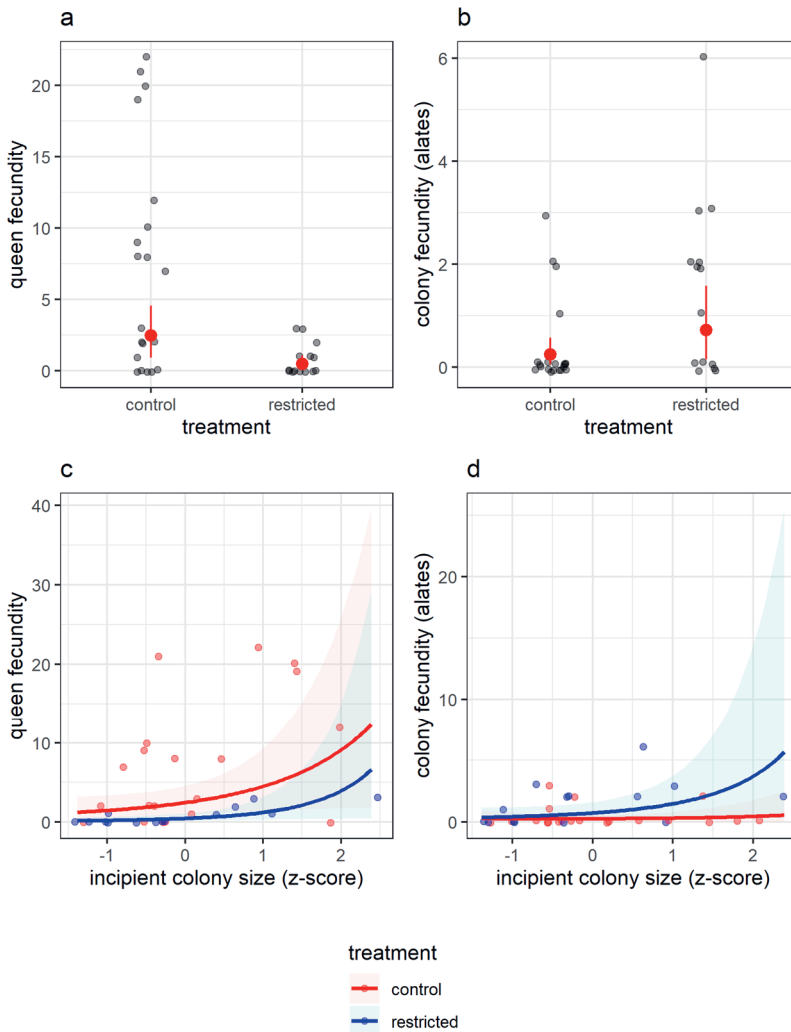 a
queen fecundity
20
15
10
5
0
control restricted
treatment
b
colony fecundity (alates)
6
4
2
0
control restricted
treatment
c
queen fecundity
40
30
20
10
0
-1 0 1 2
incipient colony size (z-score)
d
colony fecundity (alates)
20
10
0
-1 0 1 2
incipient colony size (z-score)
treatment
control
restricted